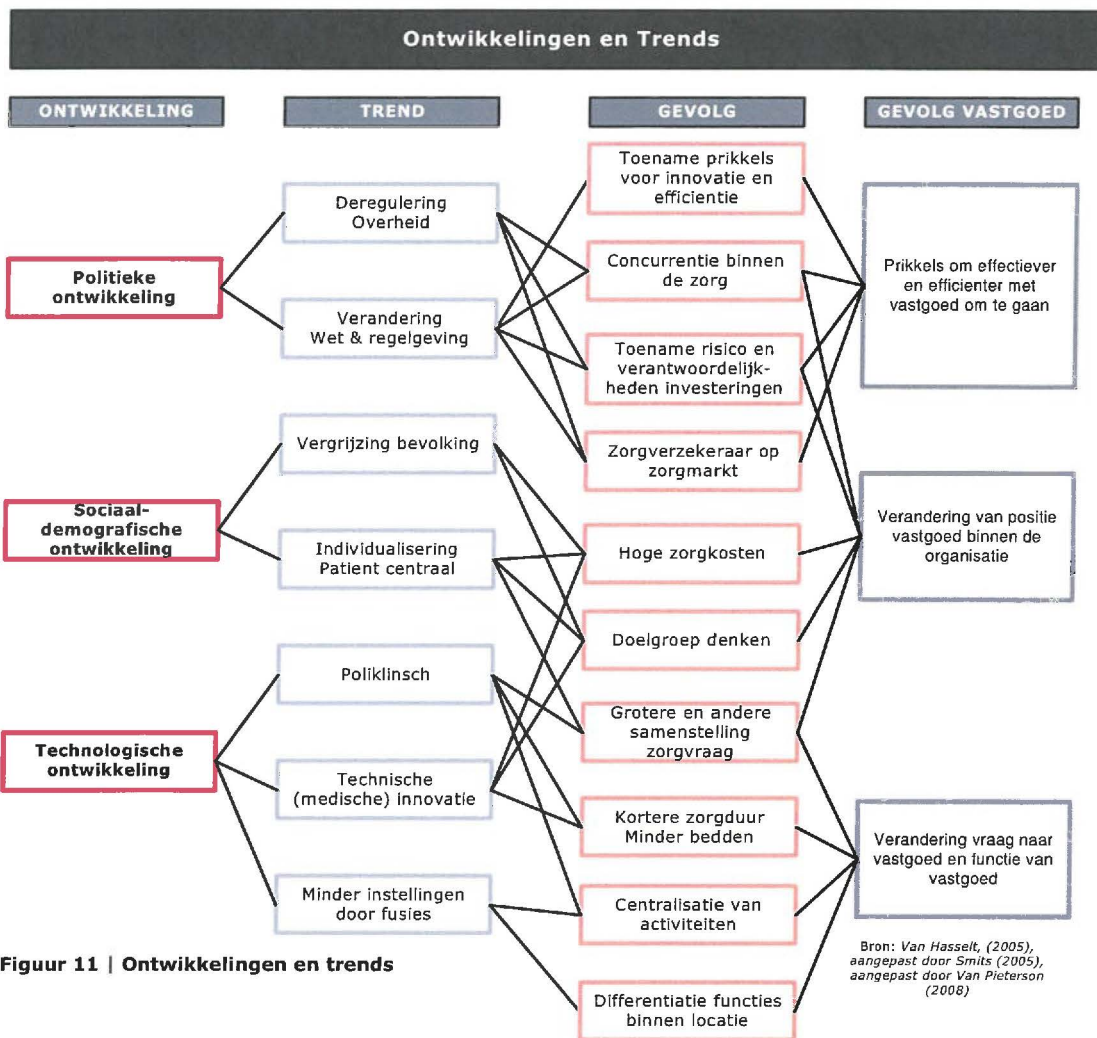 Ontwikkelingen en Trends
ONTWIKKELING
TREND
GEVOLG
GEVOLG VASTGOED
Politieke
ontwikkeling
Sociaal-
demografische
ontwikkeling
Technologische
ontwikkeling
Deregulering
Overheid
Verandering
Wet & regelgeving
Vergrijzing bevolking
Individualisering
Patient centraal
Poliklinsch
Technische
(medische) innovatie
Minder instellingen
door fusies
Toename prikkels
voor innovatie en
efficientie
Concurrentie binnen
de zorg
Toename risico en
verantwoordelijk-
heden investeringen
Zorgverzekeraar op
zorgmarkt
Hoge zorgkosten
Doelgroep denken
Grotere en andere
samenstelling
zorgvraag
Kortere zorgduur
Minder bedden
Centralisatie van
activiteiten
Differentiatie functies
binnen locatie
Prikkels om effectiever
en efficienter met
vastgoed om te gaan
Verandering van positie
vastgoed binnen de
organisatie
Verandering vraag naar
vastgoed en functie van
vastgoed
Bron: Van Hasselt, (2005),
aangepast door Smits (2005),
aangepast door Van Pieterson
(2008)
Figuur 11 | Ontwikkelingen en trends